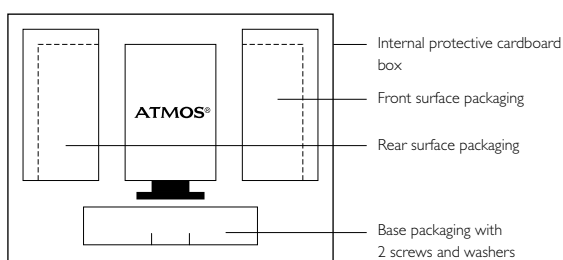 Internal protective cardboard
box
Front surface packaging
ATMOS®
Rear surface packaging
Base packaging with
2 screws and washers